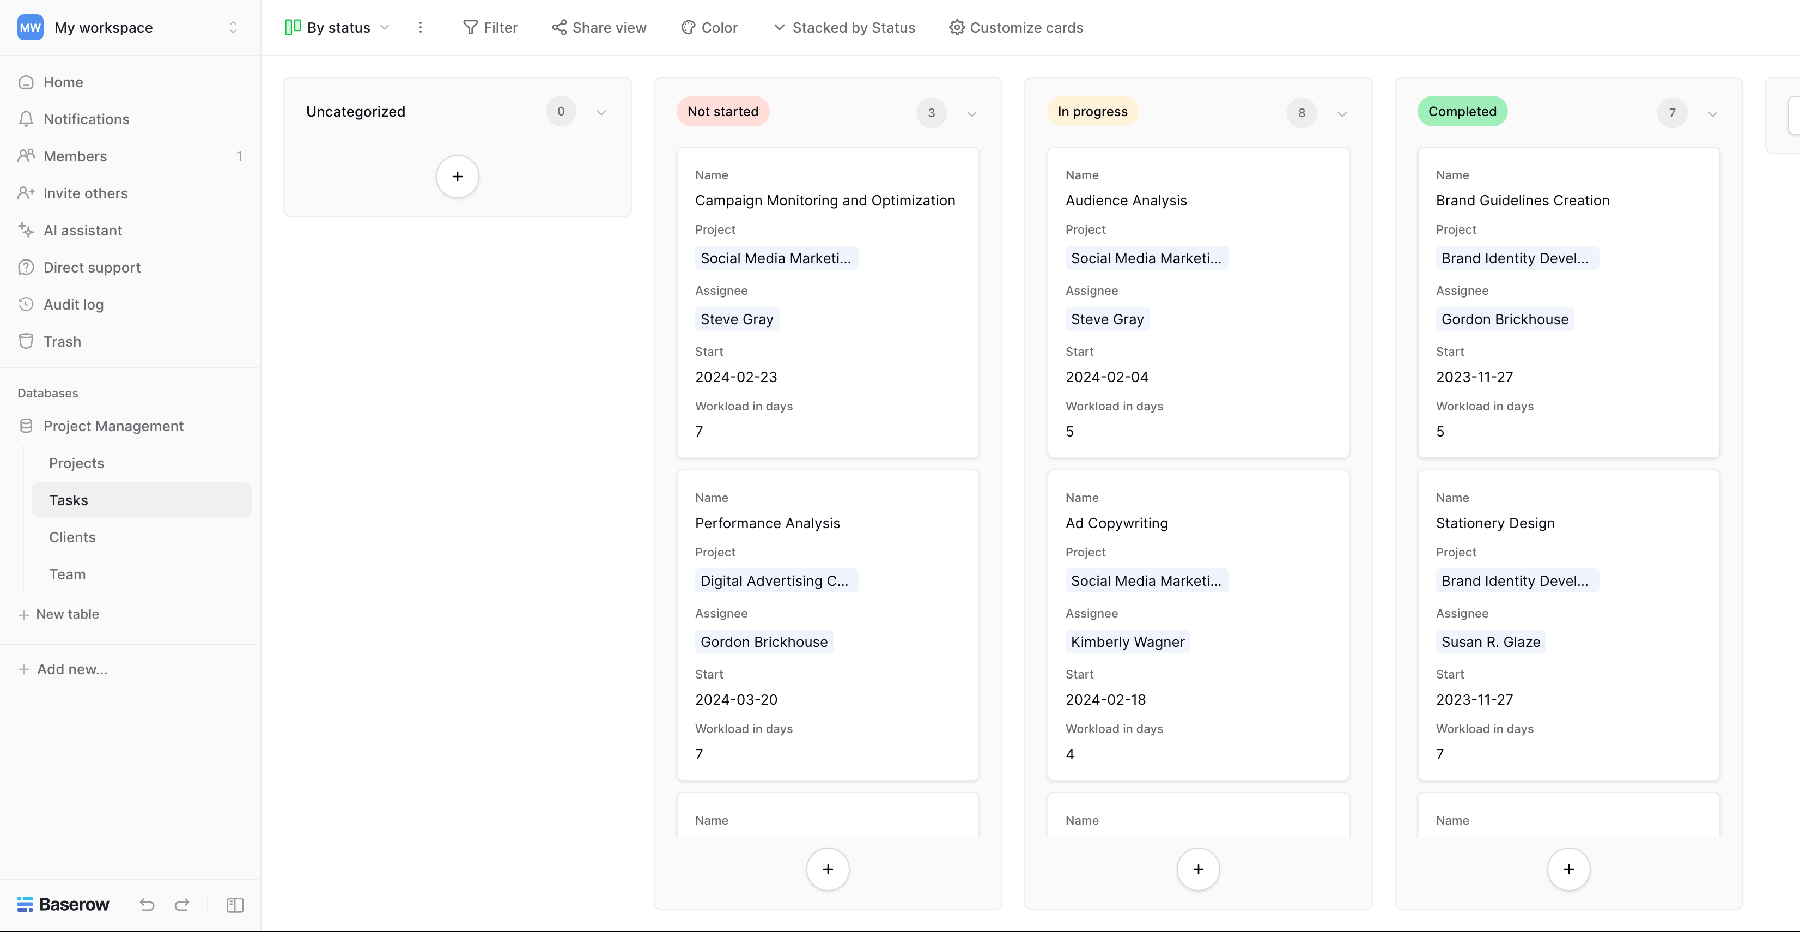 MW My workspace
Home
Notifications
Members 1
Invite others
AI assistant
Direct support
Audit log
Trash
Databases
Project Management
Projects
Tasks
Clients
Team
+ New table
+ Add new...
Baserow
By status Filter Share view Color Stacked by Status Customize cards
Uncategorized 0
+
Not started 3
Name
Campaign Monitoring and Optimization
Project
Social Media Marketi...
Assignee
Steve Gray
Start
2024-02-23
Workload in days
7
Name
Performance Analysis
Project
Digital Advertising C...
Assignee
Gordon Brickhouse
Start
2024-03-20
Workload in days
7
Name
+
In progress 8
Name
Audience Analysis
Project
Social Media Marketi...
Assignee
Steve Gray
Start
2024-02-04
Workload in days
5
Name
Ad Copywriting
Project
Social Media Marketi...
Assignee
Kimberly Wagner
Start
2024-02-18
Workload in days
4
Name
+
Completed 7
Name
Brand Guidelines Creation
Project
Brand Identity Devel...
Assignee
Gordon Brickhouse
Start
2023-11-27
Workload in days
5
Name
Stationery Design
Project
Brand Identity Devel...
Assignee
Susan R. Glaze
Start
2023-11-27
Workload in days
7
Name
+